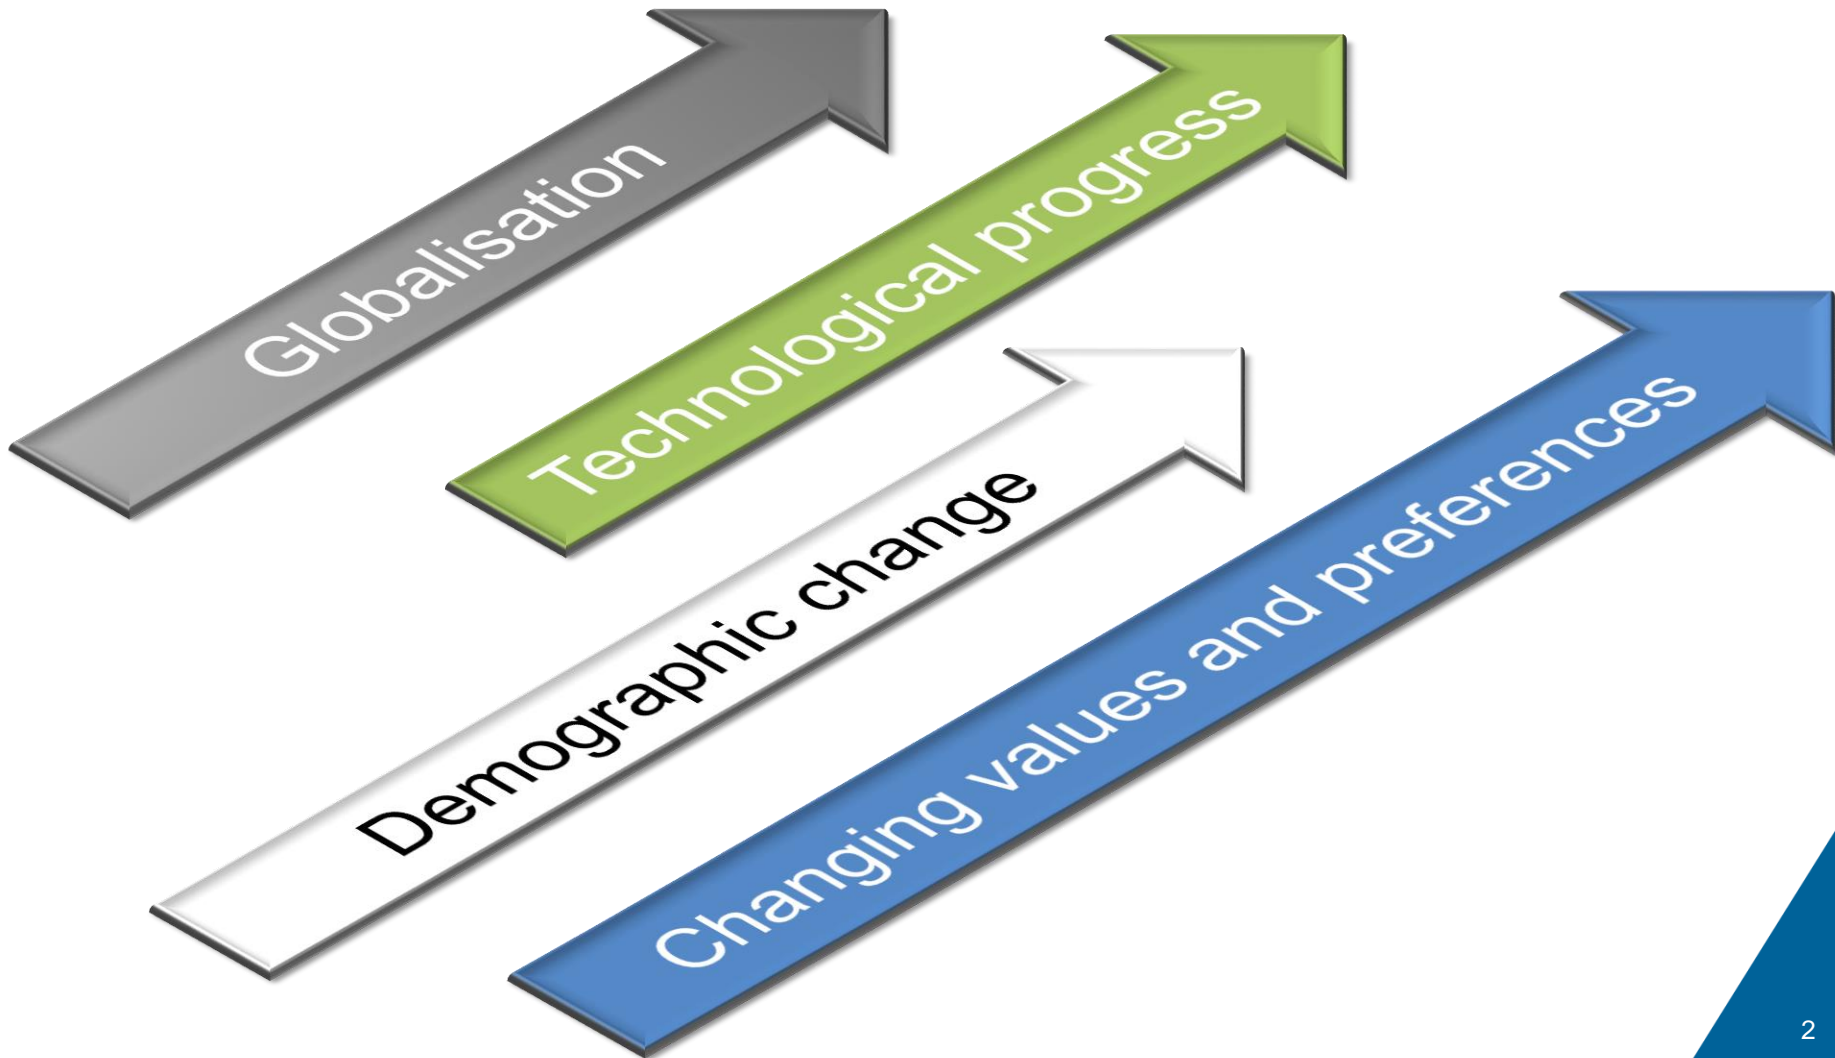 Globalisation
Technological progress
Demographic change
Changing values and preferences
2